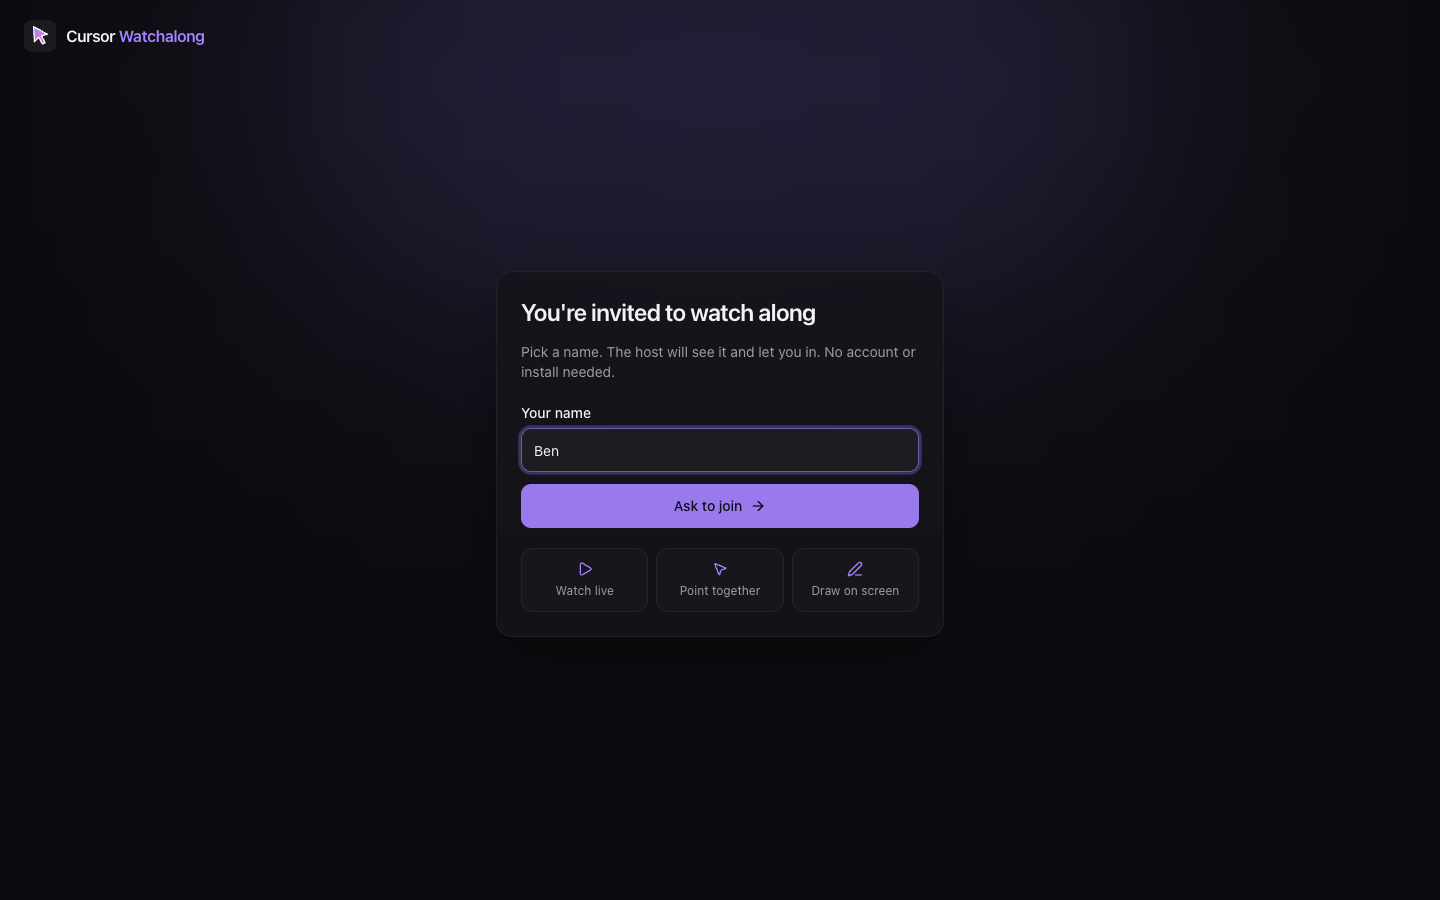 Cursor Watchalong
You're invited to watch along
Pick a name. The host will see it and let you in. No account or
install needed.
Your name
Ben
Ask to join
Watch live
Point together
Draw on screen